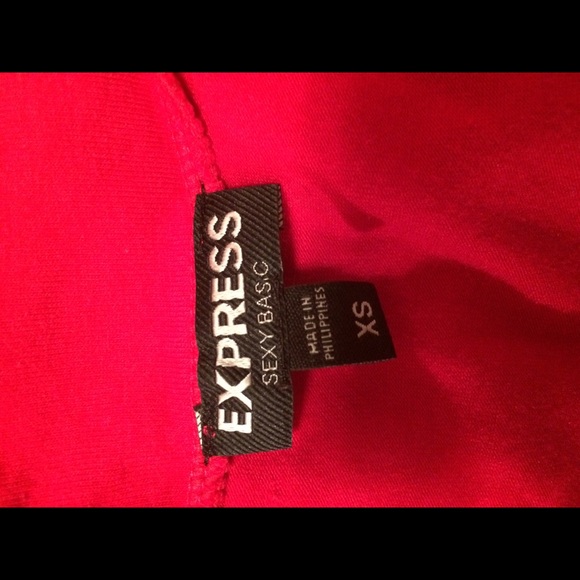 EXPRESS
SEXY BASIC
MADE IN
PHILIPPINES
XS